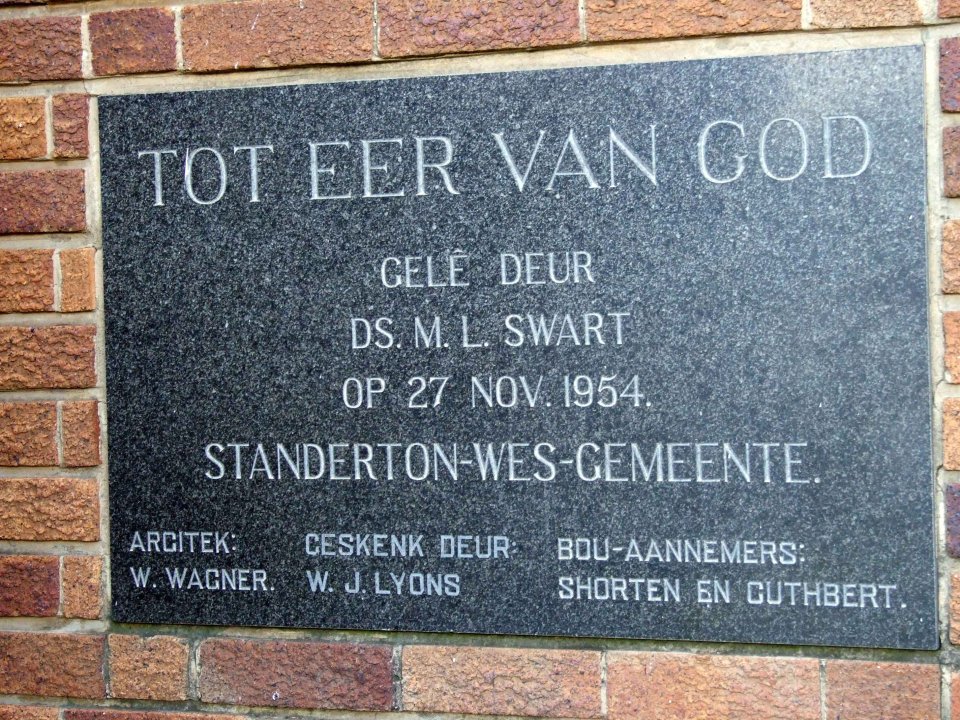 TOT EER VAN GOD
GELÊ DEUR
DS. M. L. SWART
OP 27 NOV. 1954.
STANDERTON-WES-GEMEENTE.
ARGITEK: GESKENK DEUR: BOU-AANNEMERS:
W. WAGNER. W. J. LYONS SHORTEN EN CUTHBERT.